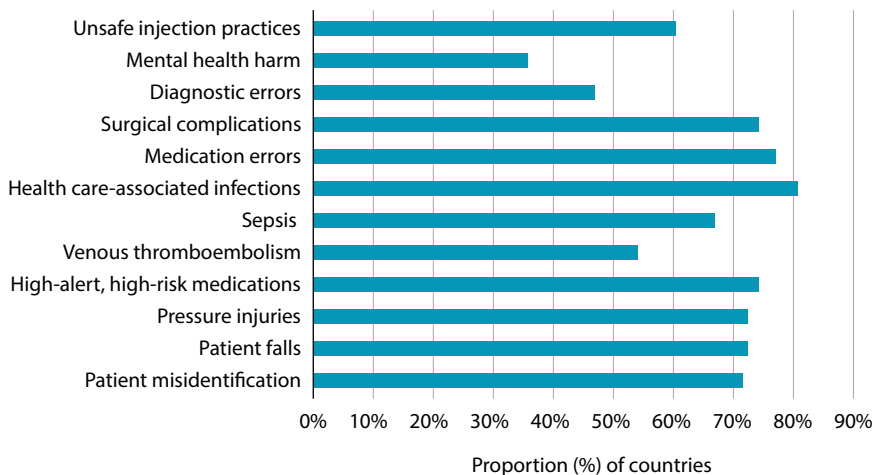 Unsafe injection practices
Mental health harm
Diagnostic errors
Surgical complications
Medication errors
Health care-associated infections
Sepsis
Venous thromboembolism
High-alert, high-risk medications
Pressure injuries
Patient falls
Patient misidentification
0% 10% 20% 30% 40% 50% 60% 70% 80% 90%
Proportion (%) of countries